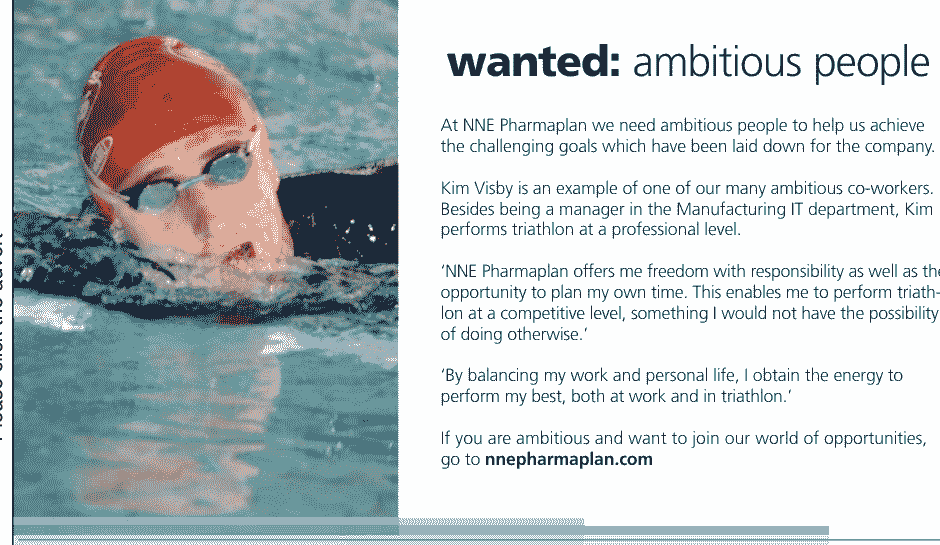 wanted: ambitious people
At NNE Pharmaplan we need ambitious people to help us achieve
the challenging goals which have been laid down for the company.
Kim Visby is an example of one of our many ambitious co-workers.
Besides being a manager in the Manufacturing IT department, Kim
performs triathlon at a professional level.
‘NNE Pharmaplan offers me freedom with responsibility as well as the
opportunity to plan my own time. This enables me to perform triath-
lon at a competitive level, something I would not have the possibility
of doing otherwise.’
‘By balancing my work and personal life, I obtain the energy to
perform my best, both at work and in triathlon.’
If you are ambitious and want to join our world of opportunities,
go to nnepharmaplan.com